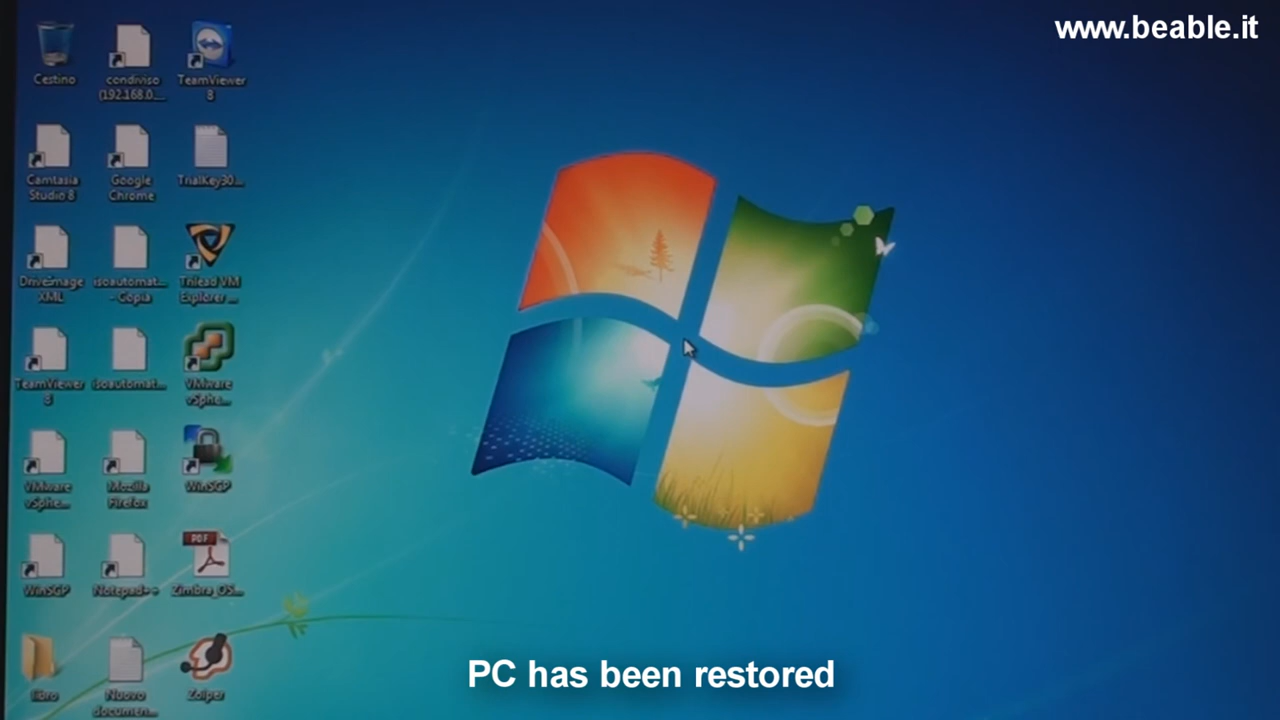 www.beable.it
Cestino
condiviso
(192.168.0....
TeamViewer
8
Camtasia
Studio 8
Google
Chrome
TrialKey30...
DriveImage
XML
isoautomat...
- Copia
Trilead VM
Explorer ...
TeamViewer
8
isoautomat...
VMware
vSphe...
VMware
vSphe...
Mozilla
Firefox
WinSCP
WinSCP
Notepad++
PDF
Zimbra_OS...
libro
Nuovo
documen...
Zoiper
PC has been restored